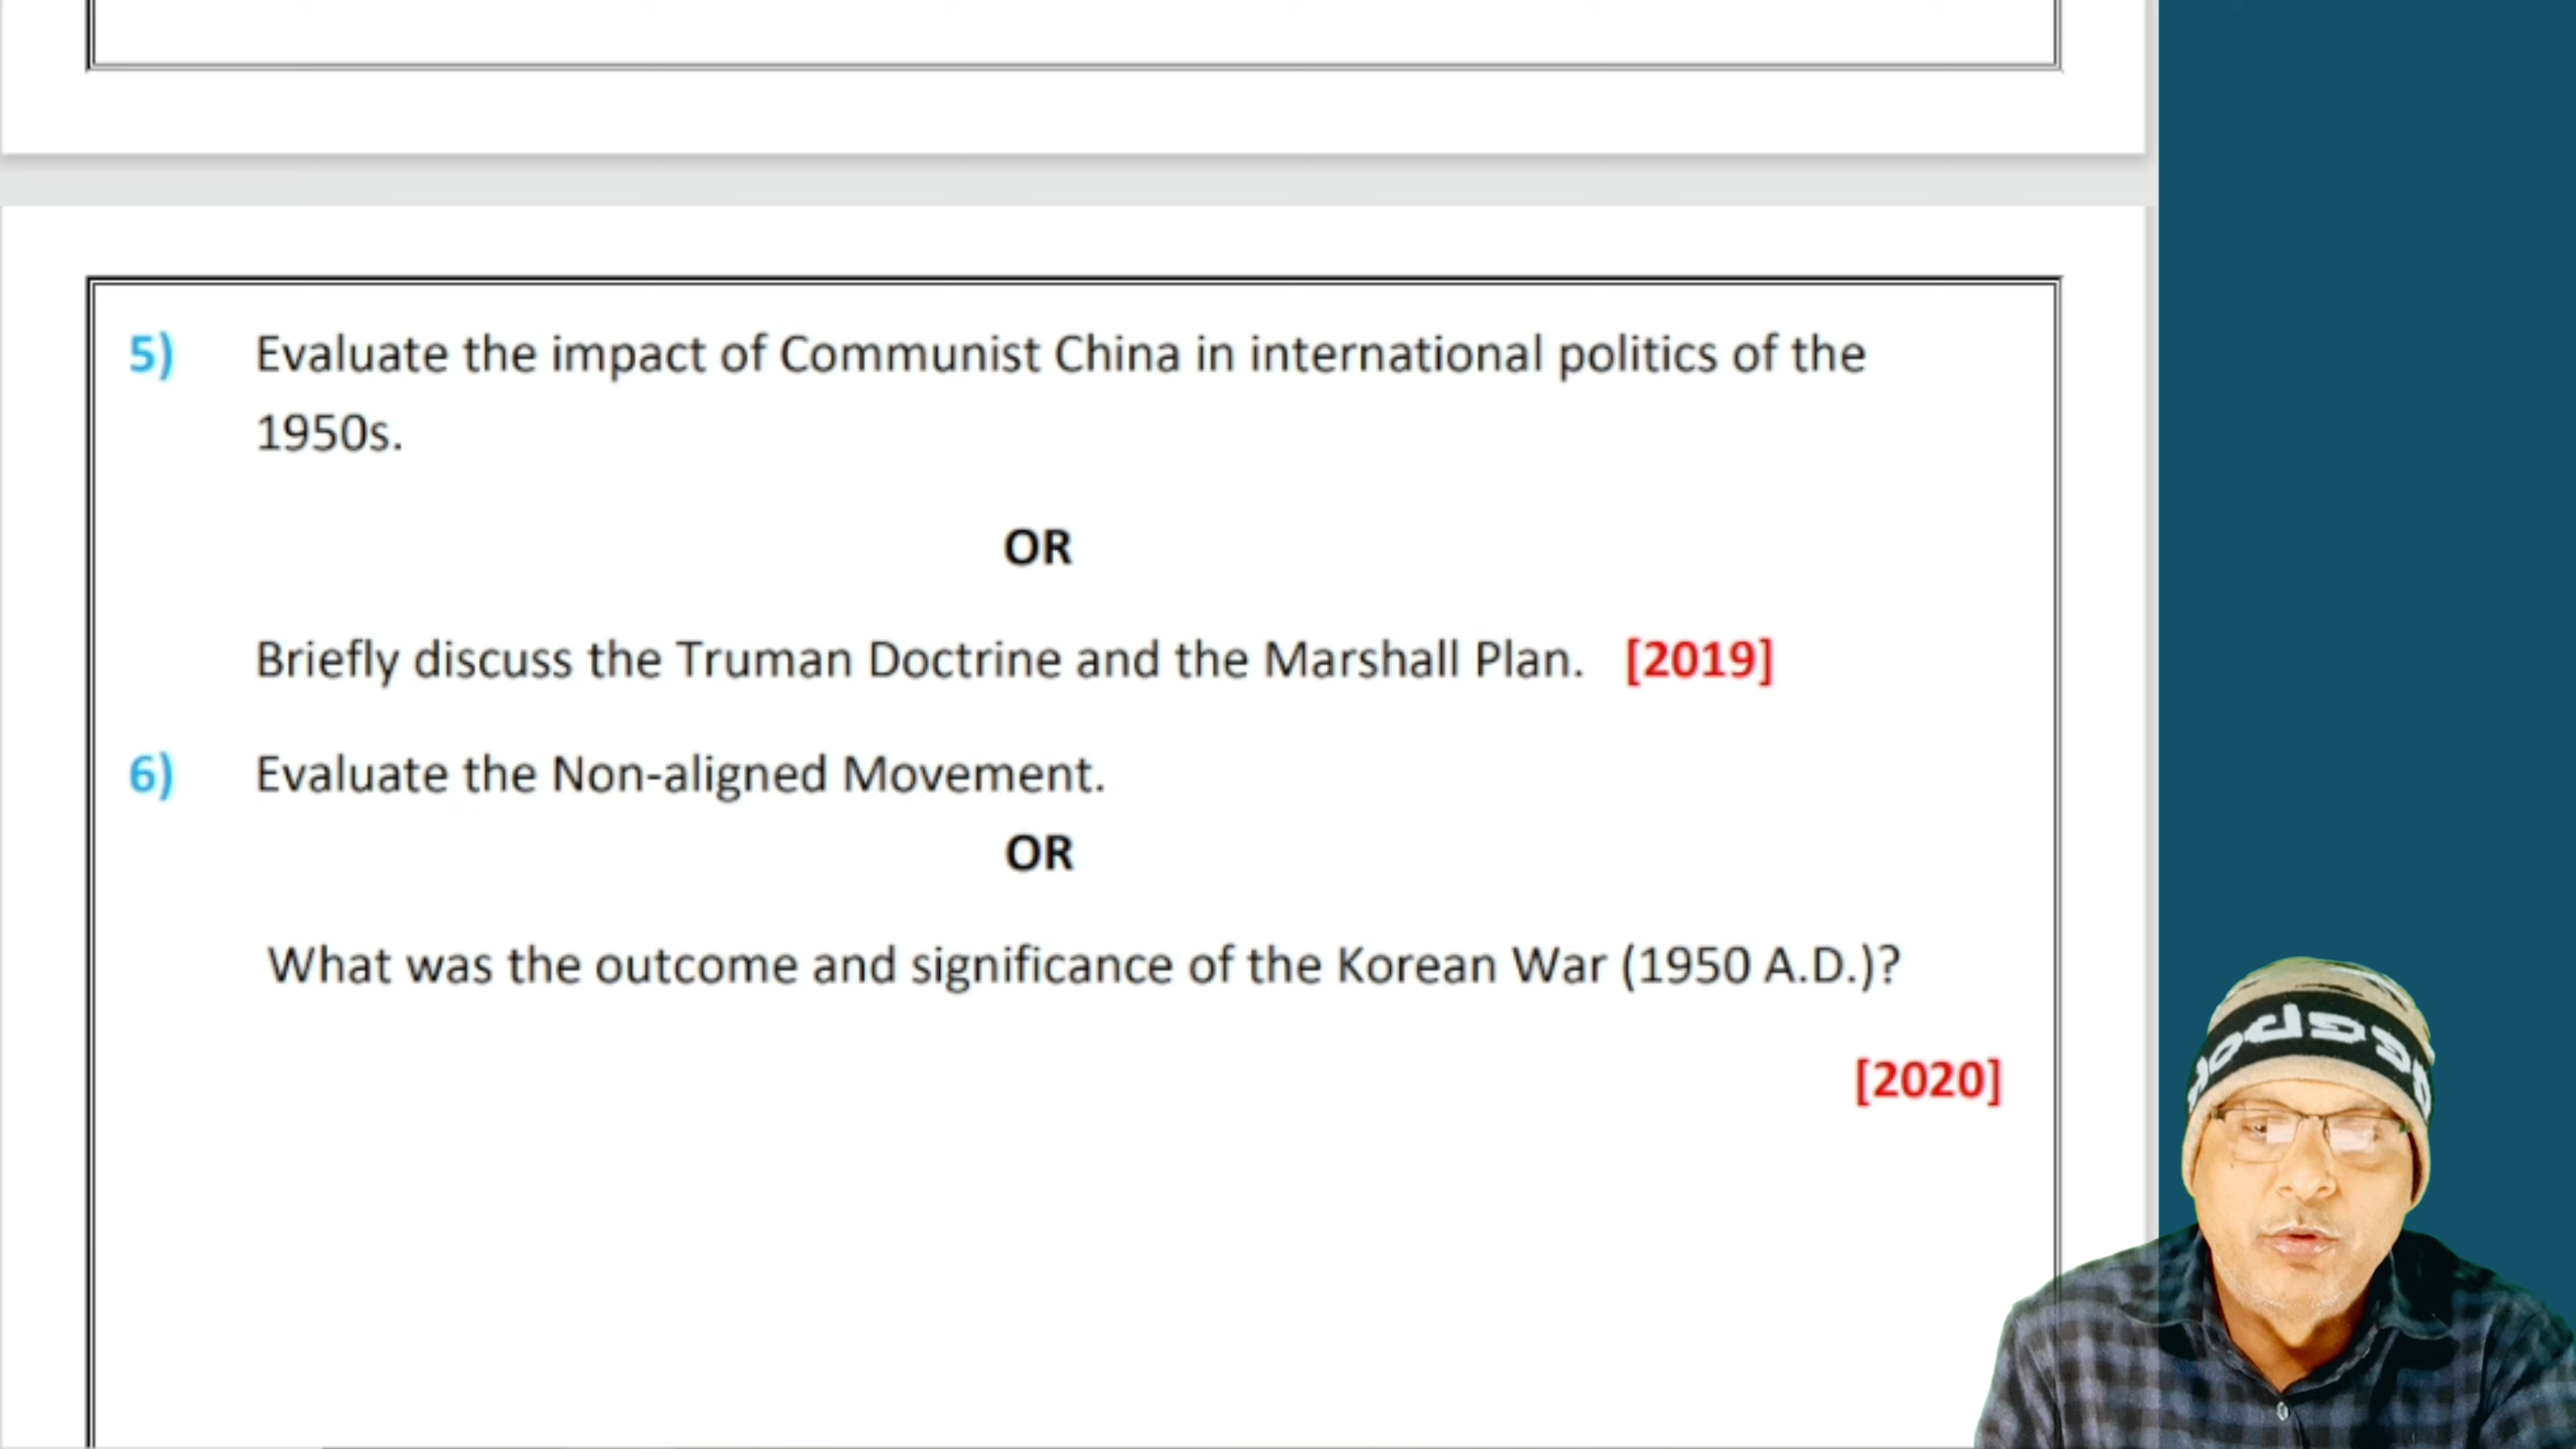 5) Evaluate the impact of Communist China in international politics of the
1950s.
OR
Briefly discuss the Truman Doctrine and the Marshall Plan. [2019]
6) Evaluate the Non-aligned Movement.
OR
What was the outcome and significance of the Korean War (1950 A.D.)?
[2020]